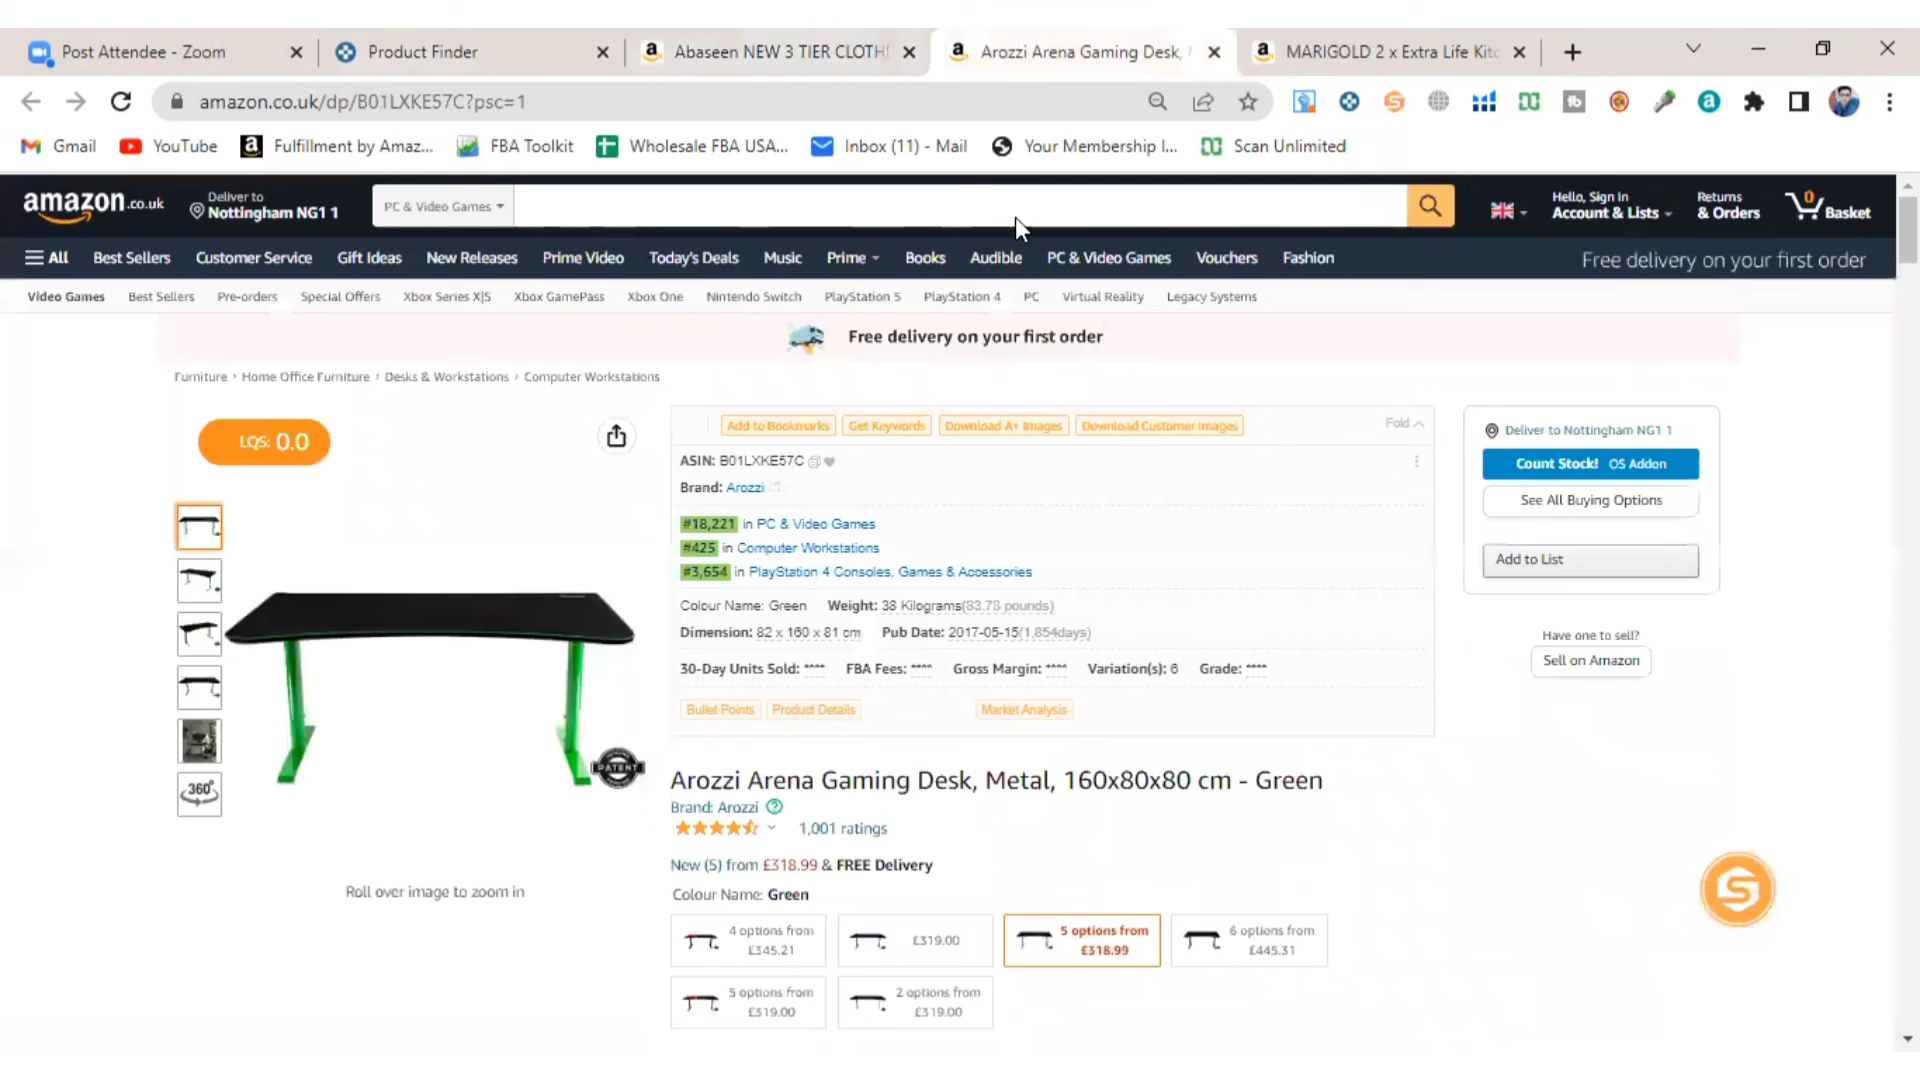 Post Attendee - Zoom
Product Finder
Abaseen NEW 3 TIER CLOTH
Arozzi Arena Gaming Desk,
MARIGOLD 2 x Extra Life Kitc
amazon.co.uk/dp/B01LXKE57C?psc=1
Gmail
YouTube
Fulfillment by Amaz...
FBA Toolkit
Wholesale FBA USA...
Inbox (11) - Mail
Your Membership I...
Scan Unlimited
amazon.co.uk
Deliver to
Nottingham NG1 1
PC & Video Games
Hello, Sign In
Account & Lists
Returns
& Orders
0
Basket
All
Best Sellers
Customer Service
Gift Ideas
New Releases
Prime Video
Today's Deals
Music
Prime
Books
Audible
PC & Video Games
Vouchers
Fashion
Free delivery on your first order
Video Games
Best Sellers
Pre-orders
Special Offers
Xbox Series X|S
Xbox GamePass
Xbox One
Nintendo Switch
PlayStation 5
PlayStation 4
PC
Virtual Reality
Legacy Systems
Free delivery on your first order
Furniture › Home Office Furniture › Desks & Workstations › Computer Workstations
LQS: 0.0
Add to Bookmarks
Get Keywords
Download A+ Images
Download Customer Images
Fold
ASIN: B01LXKE57C
Brand: Arozzi
#18,221 in PC & Video Games
#425 in Computer Workstations
#3,654 in PlayStation 4 Consoles, Games & Accessories
Colour Name: Green Weight: 38 Kilograms(83.78 pounds)
Dimension: 82 x 160 x 81 cm Pub Date: 2017-05-15(1,854days)
30-Day Units Sold: **** FBA Fees: **** Gross Margin: **** Variation(s): 6 Grade: ****
Bullet Points
Product Details
Market Analysis
Deliver to Nottingham NG1 1
Count Stock! OS Addon
See All Buying Options
Add to List
Have one to sell?
Sell on Amazon
360°
PATENT
Roll over image to zoom in
Arozzi Arena Gaming Desk, Metal, 160x80x80 cm - Green
Brand: Arozzi
1,001 ratings
New (5) from £318.99 & FREE Delivery
Colour Name: Green
4 options from
£345.21
£319.00
5 options from
£318.99
6 options from
£445.31
5 options from
£319.00
2 options from
£319.00